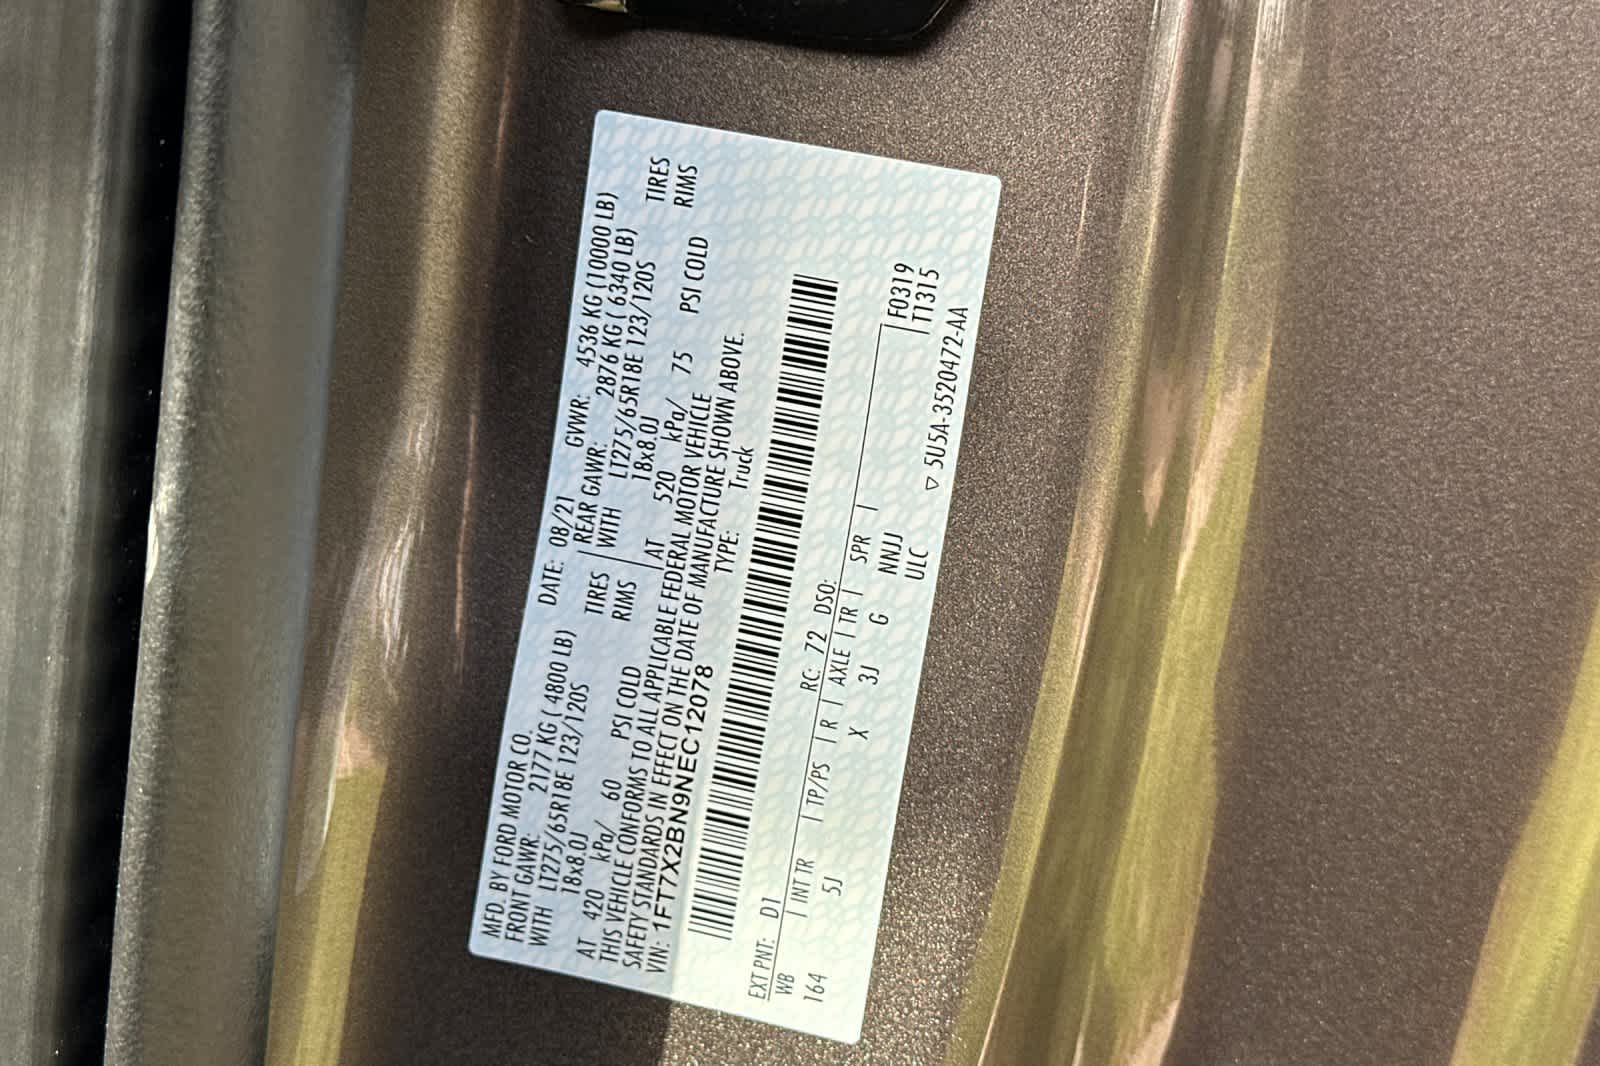 MFD. BY FORD MOTOR CO.
DATE: 08/21 GVWR: 4536 KG (10000 LB)
FRONT GAWR: 2177 KG ( 4800 LB) REAR GAWR: 2876 KG ( 6340 LB)
WITH LT275/65R18E 123/120S TIRES WITH LT275/65R18E 123/120S TIRES
18x8.0J RIMS 18x8.0J RIMS
AT 420 kPa/ 60 PSI COLD AT 520 kPa/ 75 PSI COLD
THIS VEHICLE CONFORMS TO ALL APPLICABLE FEDERAL MOTOR VEHICLE
SAFETY STANDARDS IN EFFECT ON THE DATE OF MANUFACTURE SHOWN ABOVE.
VIN: 1FT7X2BN9NEC12078 TYPE: Truck
EXT PNT: D1 RC: 72 DSO:
WB INT TR TP/PS R AXLE TR SPR F0319
164 5J X 3J G NNJJ T1315
ULC ▽ 5U5A-3520472-AA